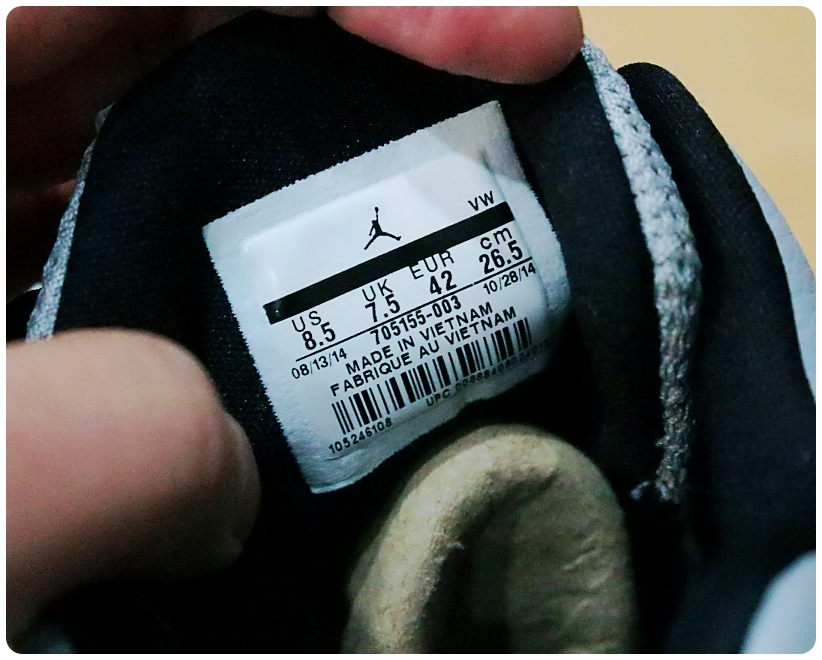 VW
US UK EUR cm
8.5 7.5 42 26.5
08/13/14 705155-003 10/28/14
MADE IN VIETNAM
FABRIQUE AU VIETNAM
105246108 UPC